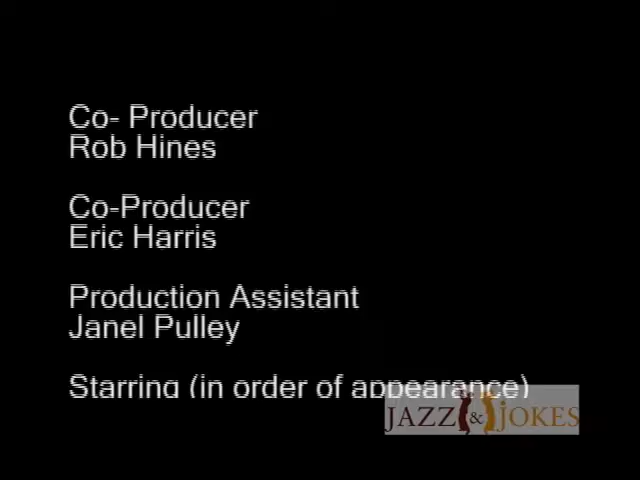 Co- Producer
Rob Hines
Co-Producer
Eric Harris
Production Assistant
Janel Pulley
Starring (in order of appearance)
JAZZ & JOKES